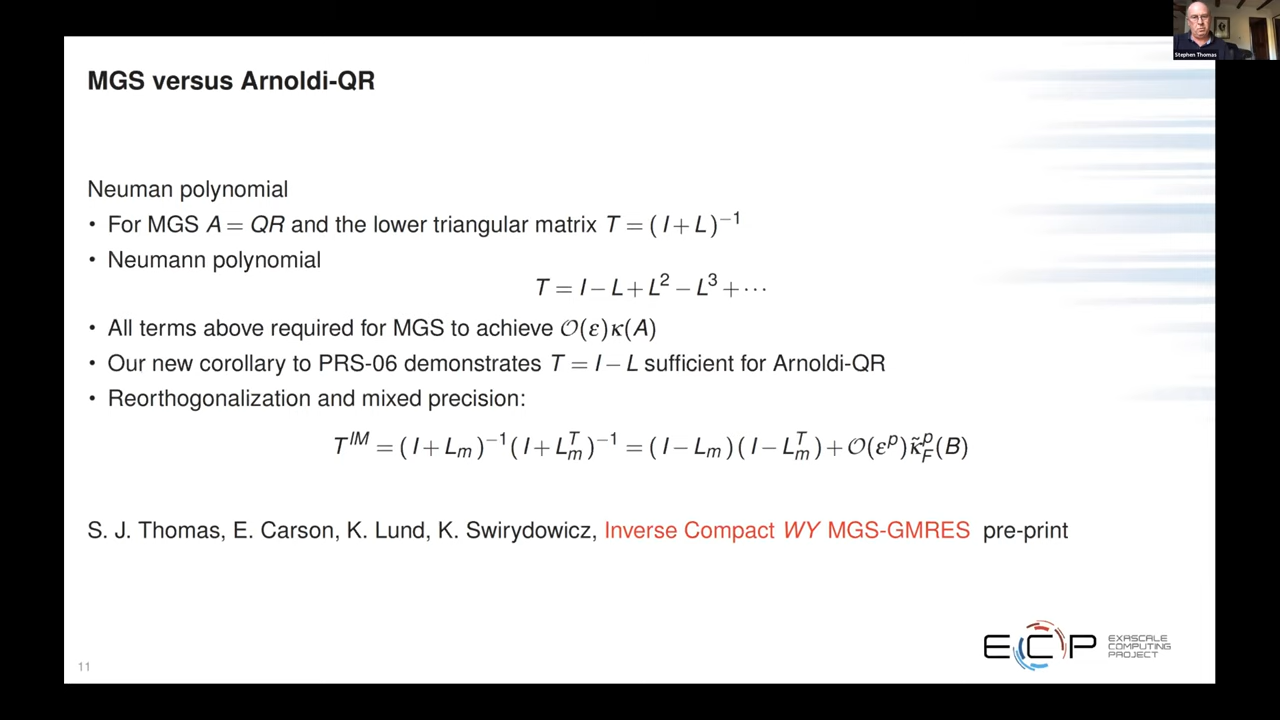 Stephen Thomas
MGS versus Arnoldi-QR
Neuman polynomial
• For MGS A = QR and the lower triangular matrix T = (I + L)⁻¹
• Neumann polynomial
T = I − L + L² − L³ + ⋯
• All terms above required for MGS to achieve 𝒪(ε)κ(A)
• Our new corollary to PRS-06 demonstrates T = I − L sufficient for Arnoldi-QR
• Reorthogonalization and mixed precision:
T^{IM} = (I + L_m)^{−1}(I + L_m^T)^{−1} = (I − L_m)(I − L_m^T) + 𝒪(ε^p)κ̃_F^p(B)
S. J. Thomas, E. Carson, K. Lund, K. Swirydowicz, Inverse Compact WY MGS-GMRES pre-print
ECP
EXASCALE
COMPUTING
PROJECT
11